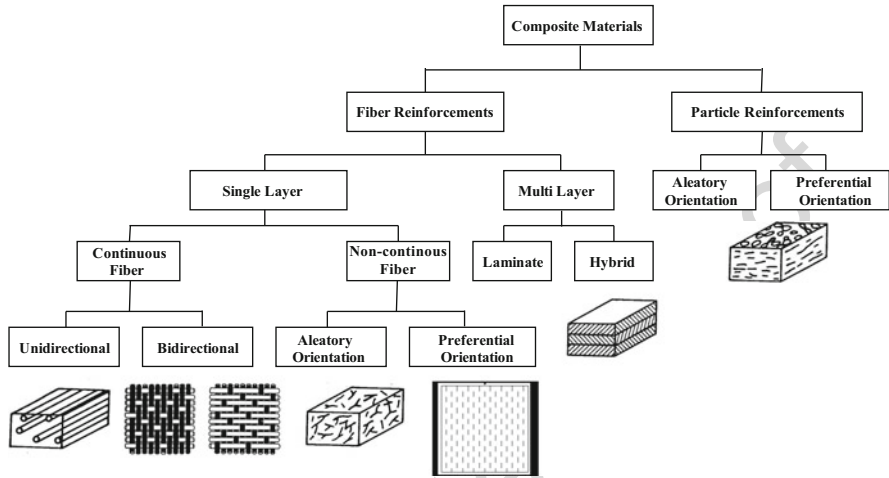 Composite Materials
Fiber Reinforcements
Particle Reinforcements
Single Layer
Multi Layer
Aleatory
Orientation
Preferential
Orientation
Continuous
Fiber
Non-continous
Fiber
Laminate
Hybrid
Unidirectional
Bidirectional
Aleatory
Orientation
Preferential
Orientation